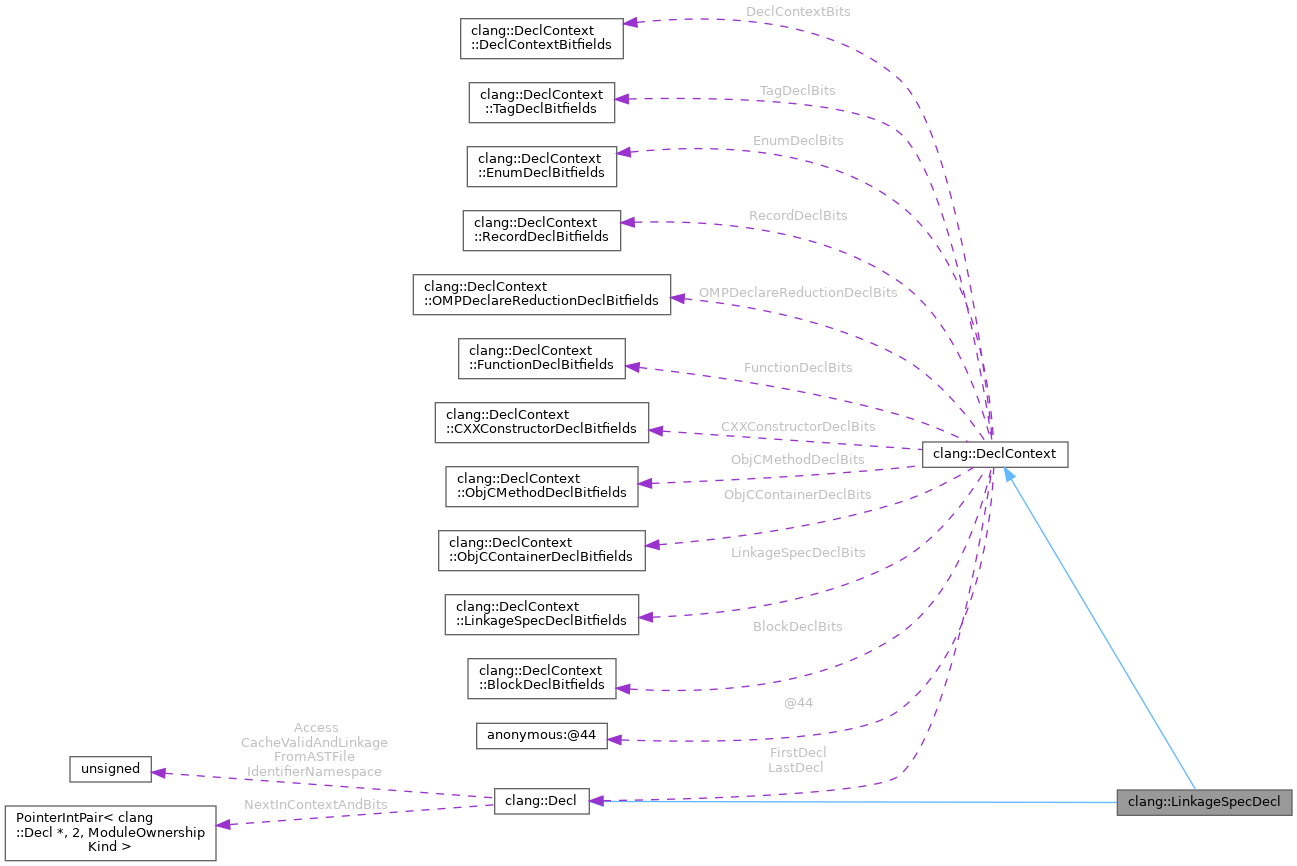 DeclContextBits
clang::DeclContext
::DeclContextBitfields
TagDeclBits
clang::DeclContext
::TagDeclBitfields
EnumDeclBits
clang::DeclContext
::EnumDeclBitfields
RecordDeclBits
clang::DeclContext
::RecordDeclBitfields
OMPDeclareReductionDeclBits
clang::DeclContext
::OMPDeclareReductionDeclBitfields
FunctionDeclBits
clang::DeclContext
::FunctionDeclBitfields
CXXConstructorDeclBits
clang::DeclContext
::CXXConstructorDeclBitfields
clang::DeclContext
ObjCMethodDeclBits
clang::DeclContext
::ObjCMethodDeclBitfields
ObjCContainerDeclBits
clang::DeclContext
::ObjCContainerDeclBitfields
LinkageSpecDeclBits
clang::DeclContext
::LinkageSpecDeclBitfields
BlockDeclBits
clang::DeclContext
::BlockDeclBitfields
@44
anonymous:@44
FirstDecl
LastDecl
Access
CacheValidAndLinkage
FromASTFile
IdentifierNamespace
unsigned
NextInContextAndBits
clang::Decl
clang::LinkageSpecDecl
PointerIntPair< clang
::Decl *, 2, ModuleOwnership
Kind >